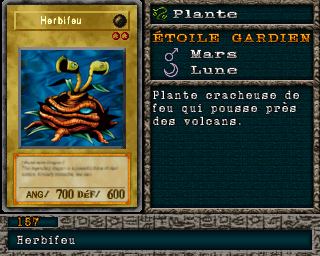 Herbifeu
ANG/ 700 DÉF/ 600
Plante
ÉTOILE GARDIEN
Mars
Lune
Plante cracheuse de
feu qui pousse près
des volcans.
157
Herbifeu